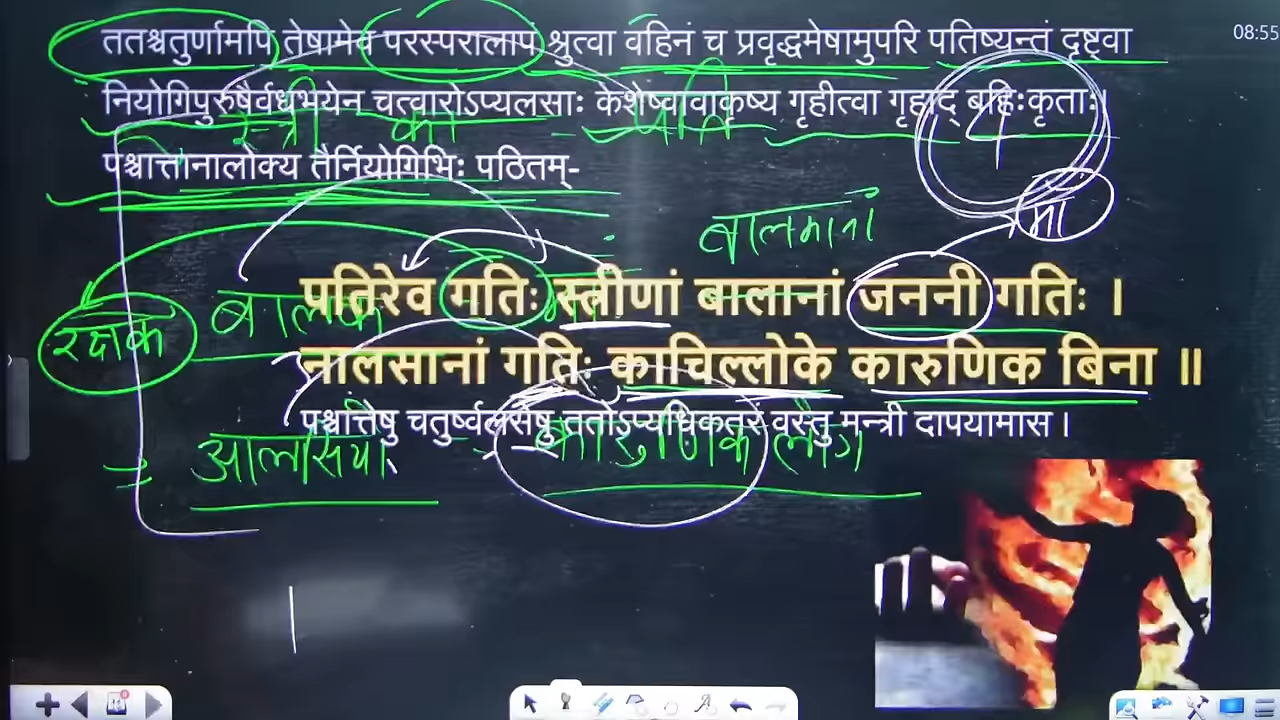 ततश्चतुर्णामपि तेषामेव परस्परालापं श्रुत्वा वहिनं च प्रवृद्धमेषामुपरि पतिष्यन्तं दृष्ट्वा
08:55
नियोगिपुरुषैर्वधभयेन चत्वारोऽप्यलसाः केशेष्वावाकृष्य गृहीत्वा गृहाद् बहिःकृताः।
स्त्री का - पति
4
पश्चात्तानालोक्य तैर्नियोगिभिः पठितम्-
मां
पतिरेव गतिः स्त्रीणां बालानां जननी गतिः ।
रक्षक बालक
नालसानां गतिः काचिल्लोके कारुणिक बिना ॥
पश्चात्तेषु चतुर्ष्वलसेषु ततोऽप्यधिकतरं वस्तु मन्त्री दापयामास ।
कारुणिक लोग